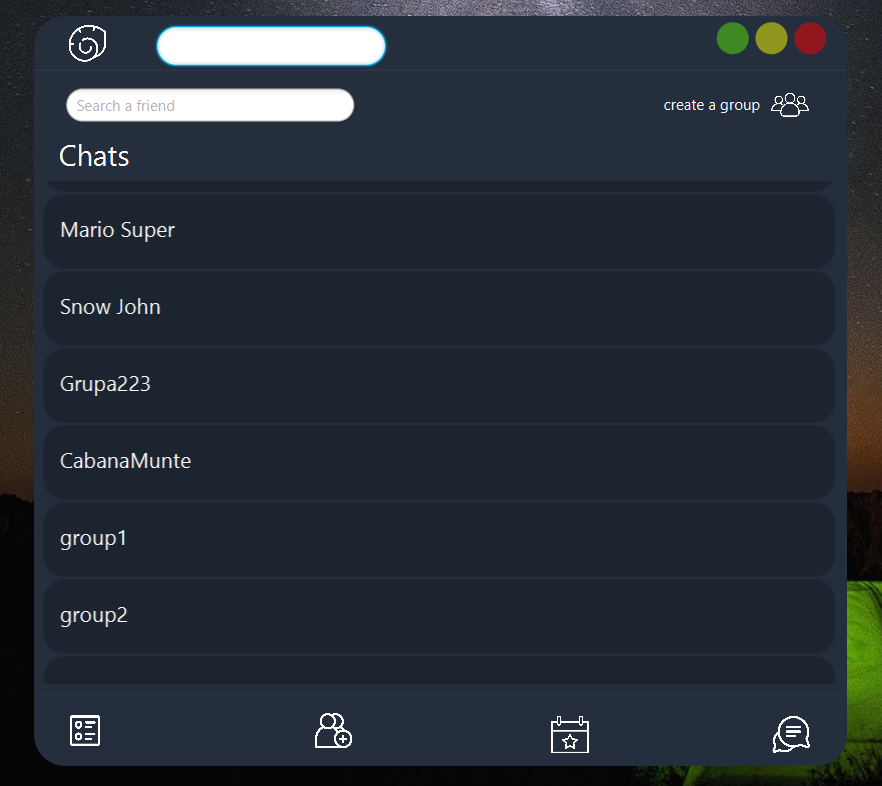 Search a friend
create a group
Chats
Mario Super
Snow John
Grupa223
CabanaMunte
group1
group2